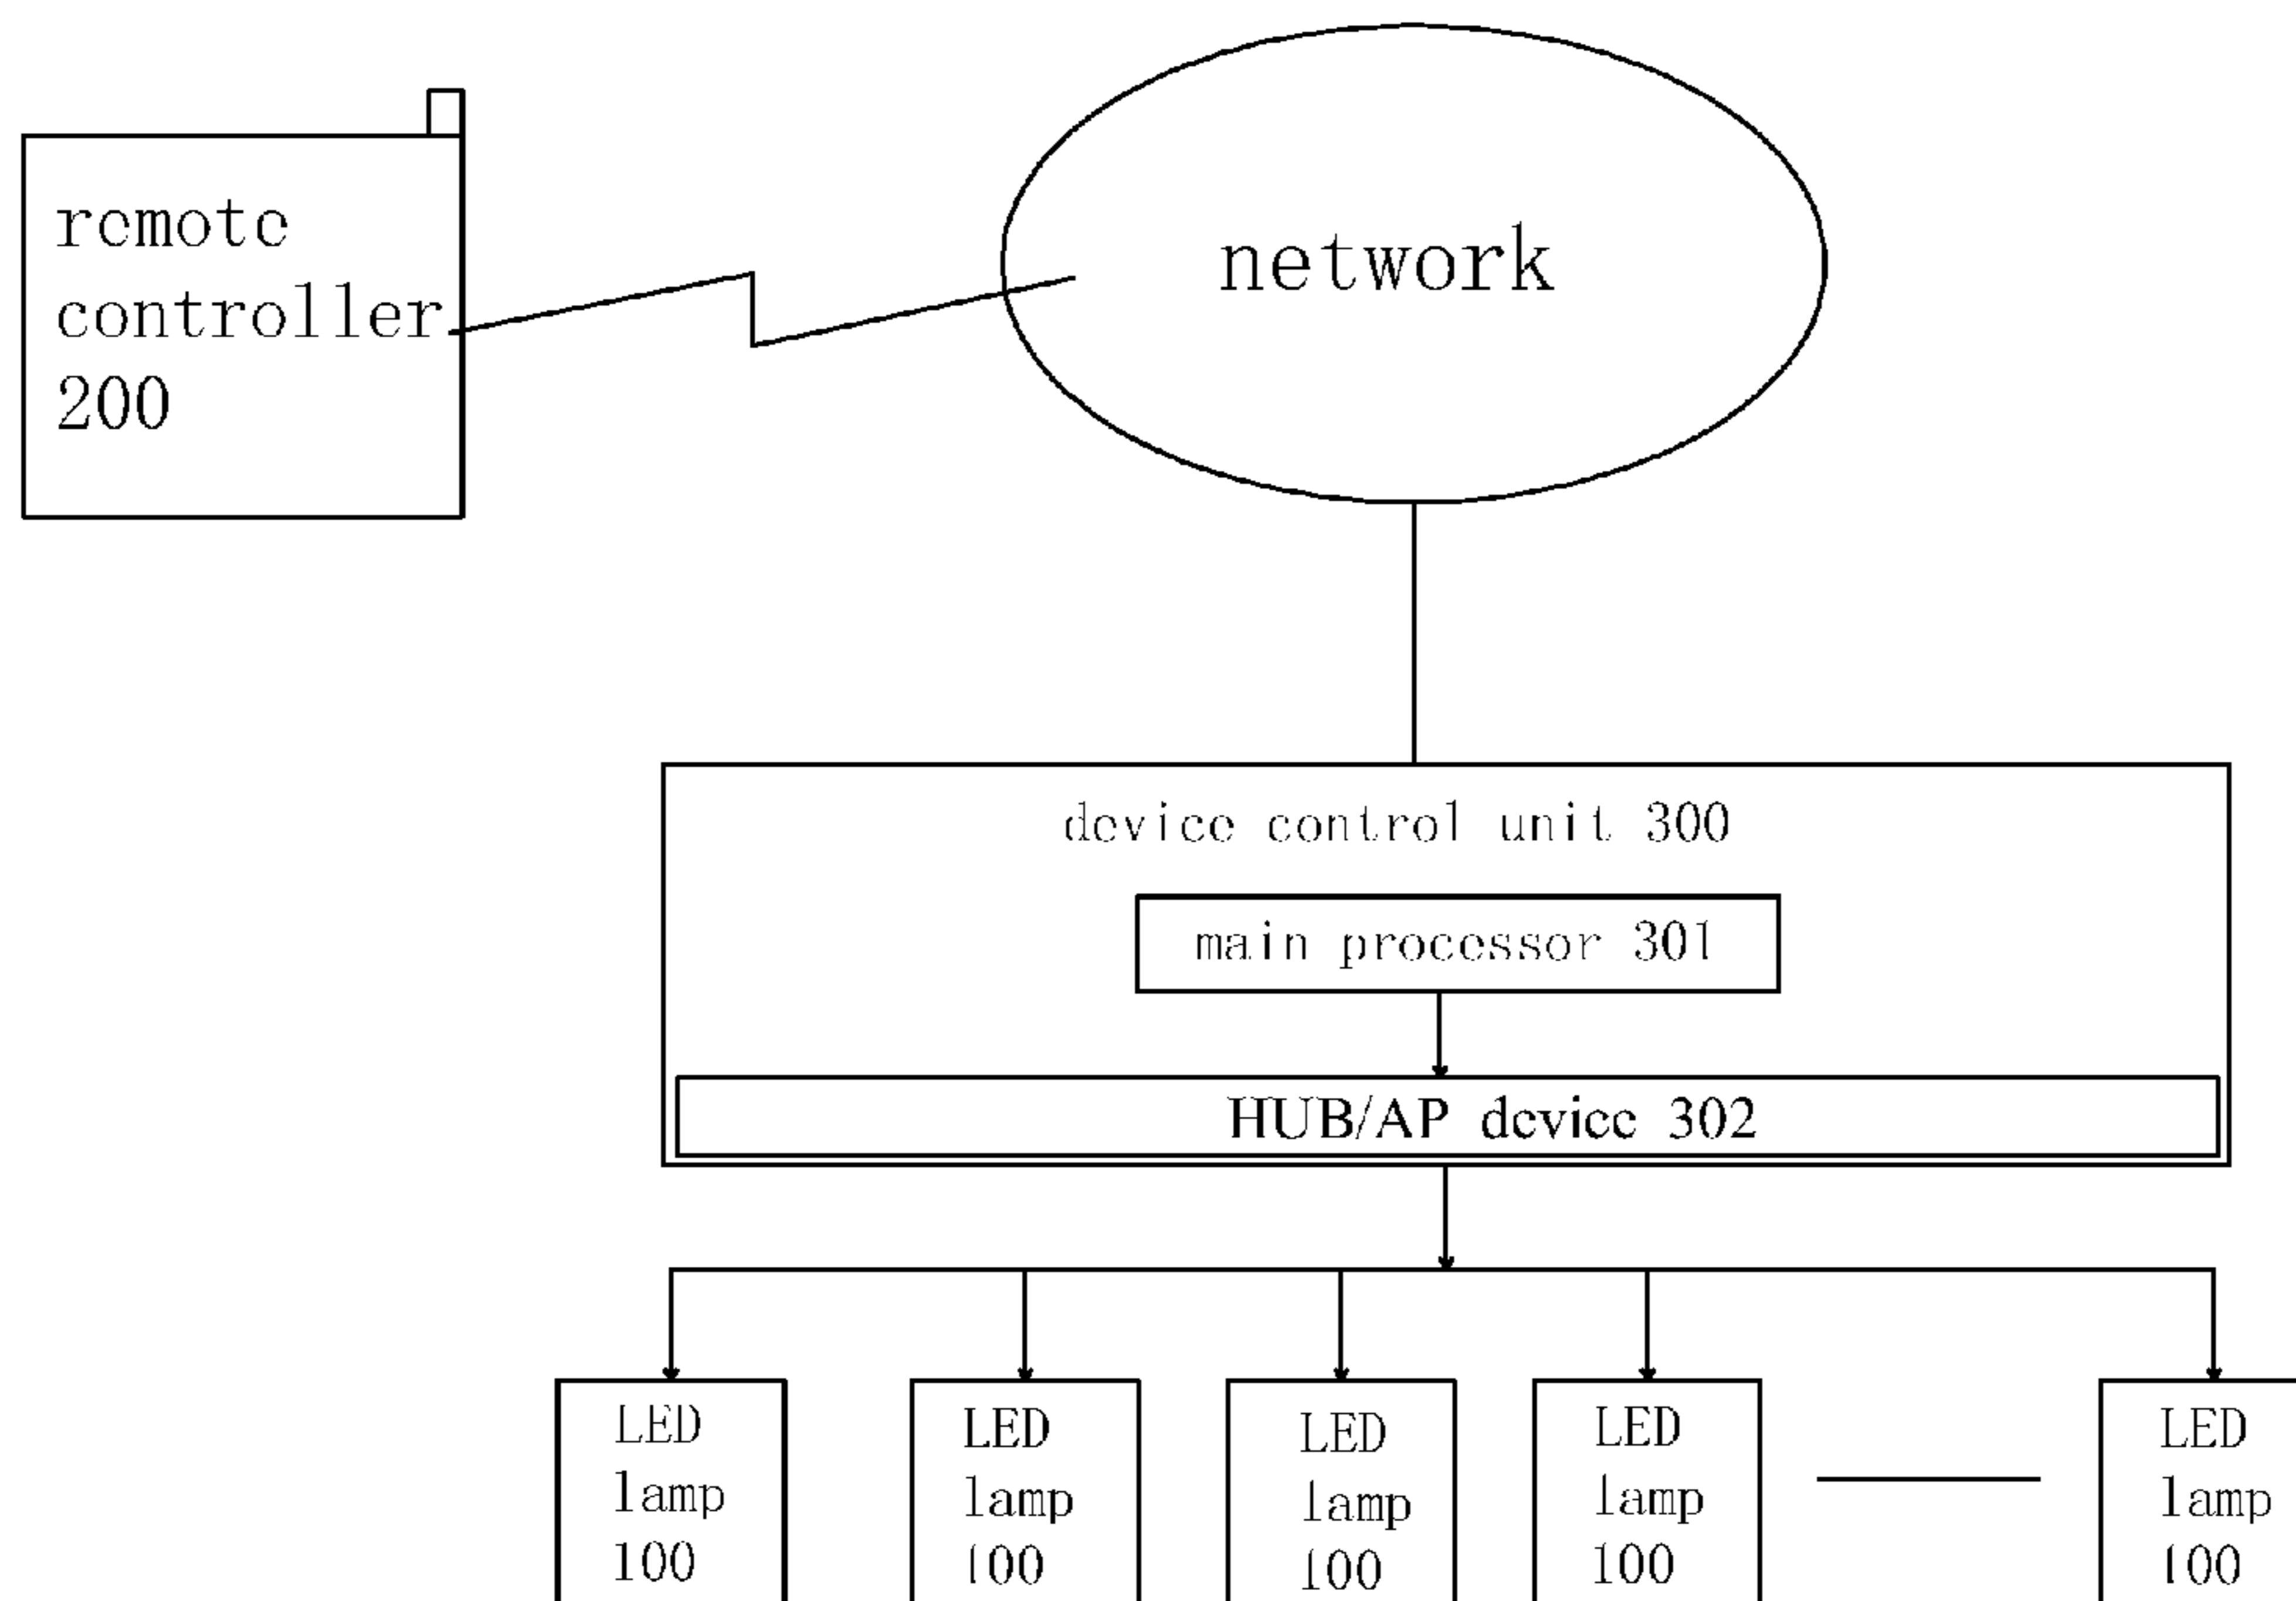 remote
controller
200
network
device control unit 300
main processor 301
HUB/AP device 302
LED
lamp
100
LED
lamp
100
LED
lamp
100
LED
lamp
100
LED
lamp
100